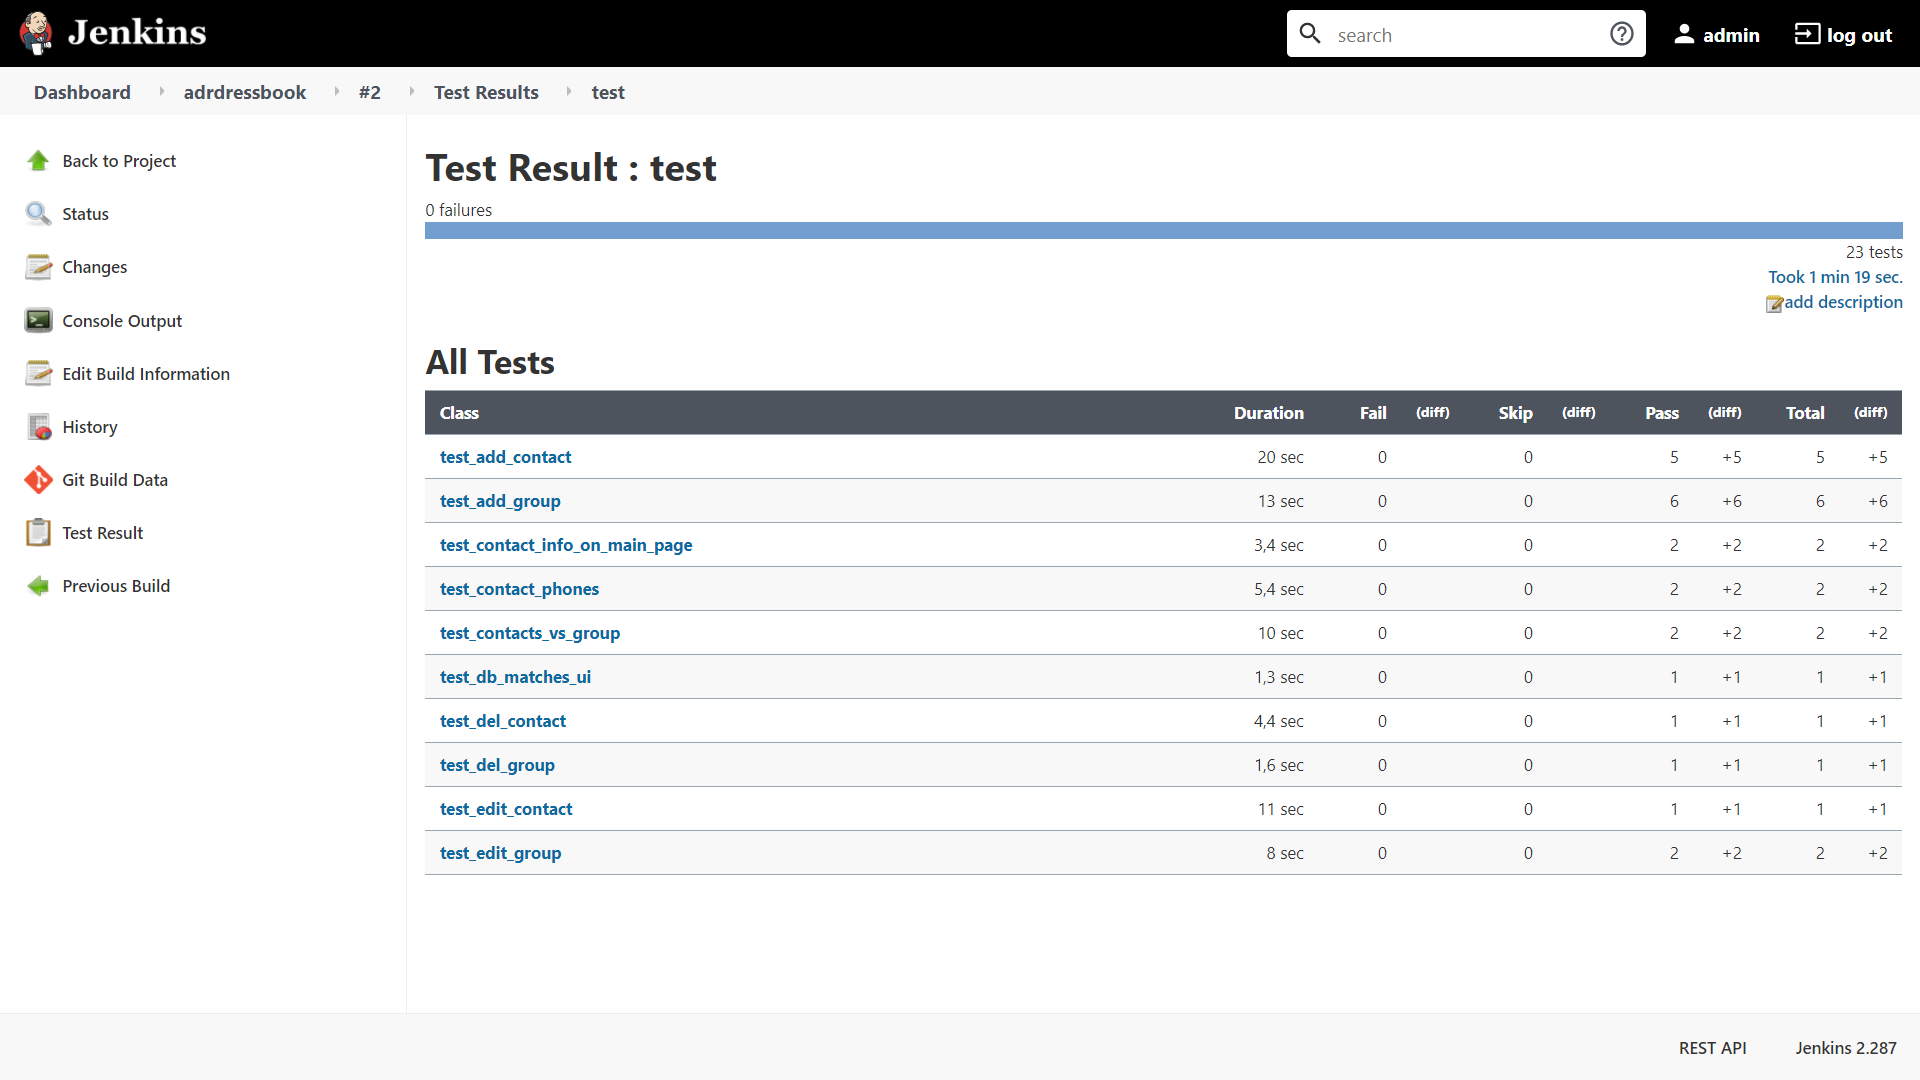 Jenkins
search
admin
log out
Dashboard adrdressbook #2 Test Results test
Back to Project
Status
Changes
Console Output
Edit Build Information
History
Git Build Data
Test Result
Previous Build
Test Result : test
0 failures
23 tests
Took 1 min 19 sec.
add description
All Tests
Class Duration Fail (diff) Skip (diff) Pass (diff) Total (diff)
test_add_contact 20 sec 0 0 5 +5 5 +5
test_add_group 13 sec 0 0 6 +6 6 +6
test_contact_info_on_main_page 3,4 sec 0 0 2 +2 2 +2
test_contact_phones 5,4 sec 0 0 2 +2 2 +2
test_contacts_vs_group 10 sec 0 0 2 +2 2 +2
test_db_matches_ui 1,3 sec 0 0 1 +1 1 +1
test_del_contact 4,4 sec 0 0 1 +1 1 +1
test_del_group 1,6 sec 0 0 1 +1 1 +1
test_edit_contact 11 sec 0 0 1 +1 1 +1
test_edit_group 8 sec 0 0 2 +2 2 +2
REST API Jenkins 2.287